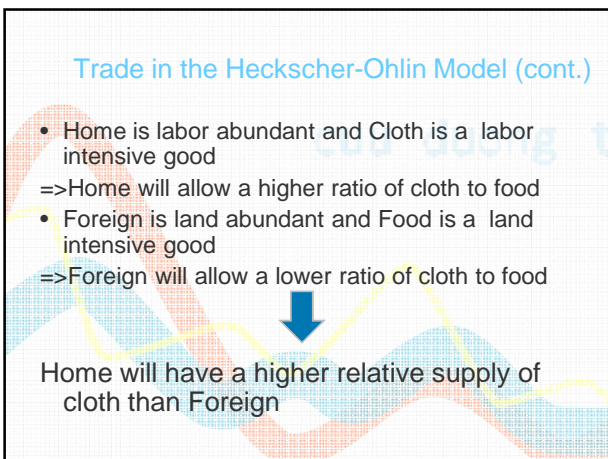 Trade in the Heckscher-Ohlin Model (cont.)
cuu duong t
• Home is labor abundant and Cloth is a labor
intensive good
=>Home will allow a higher ratio of cloth to food
• Foreign is land abundant and Food is a land
intensive good
=>Foreign will allow a lower ratio of cloth to food
Home will have a higher relative supply of
cloth than Foreign